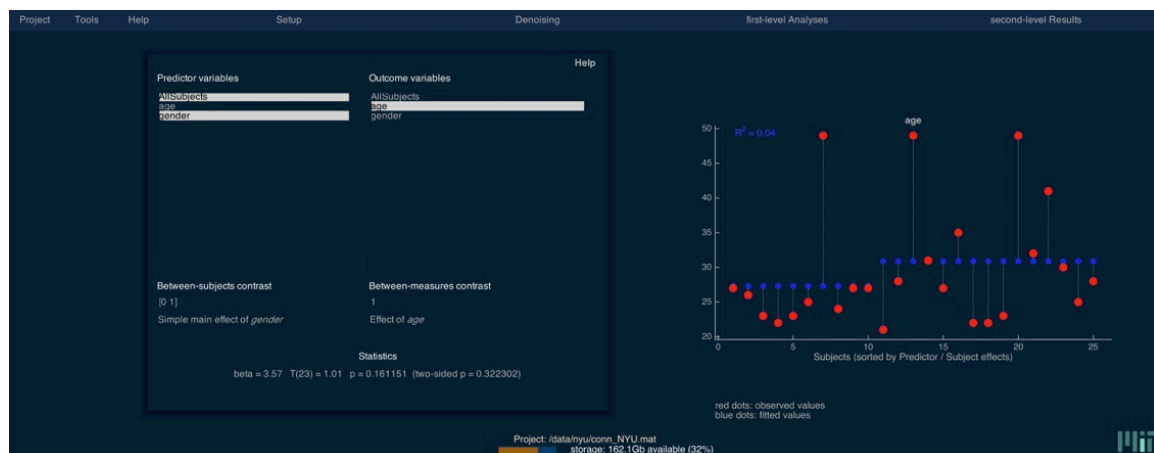 Project Tools Help Setup Denoising first-level Analyses second-level Results
Help
Predictor variables Outcome variables
AllSubjects AllSubjects
age age
gender gender
Between-subjects contrast Between-measures contrast
[0 1] 1
Simple main effect of gender Effect of age
Statistics
beta = 3.57 T(23) = 1.01 p = 0.161151 (two-sided p = 0.322302)
age
R² = 0.04
50
45
40
35
30
25
20
0 5 10 15 20 25
Subjects (sorted by Predictor / Subject effects)
red dots: observed values
blue dots: fitted values
Project: /data/nyu/conn_NYU.mat
storage: 162.1Gb available (32%)